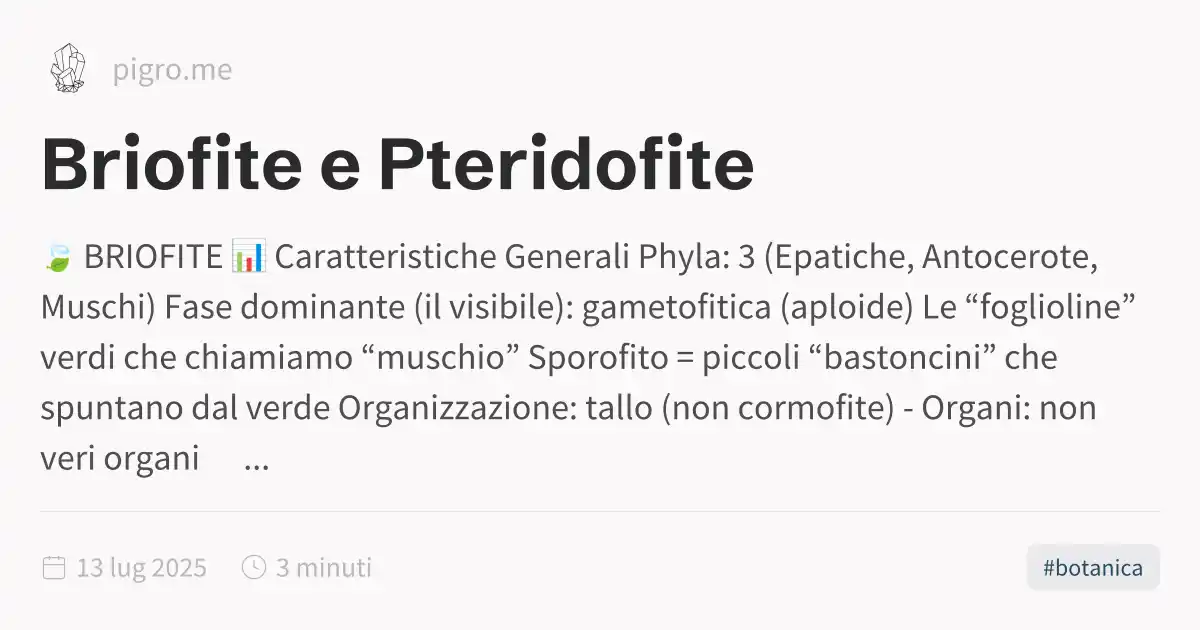 pigro.me
Briofite e Pteridofite
🍃 BRIOFITE 📊 Caratteristiche Generali Phyla: 3 (Epatiche, Antocerote,
Muschi) Fase dominante (il visibile): gametofitica (aploide) Le “foglioline”
verdi che chiamiamo “muschio” Sporofito = piccoli “bastoncini” che
spuntano dal verde Organizzazione: tallo (non cormofite) - Organi: non
veri organi ...
13 lug 2025 3 minuti #botanica